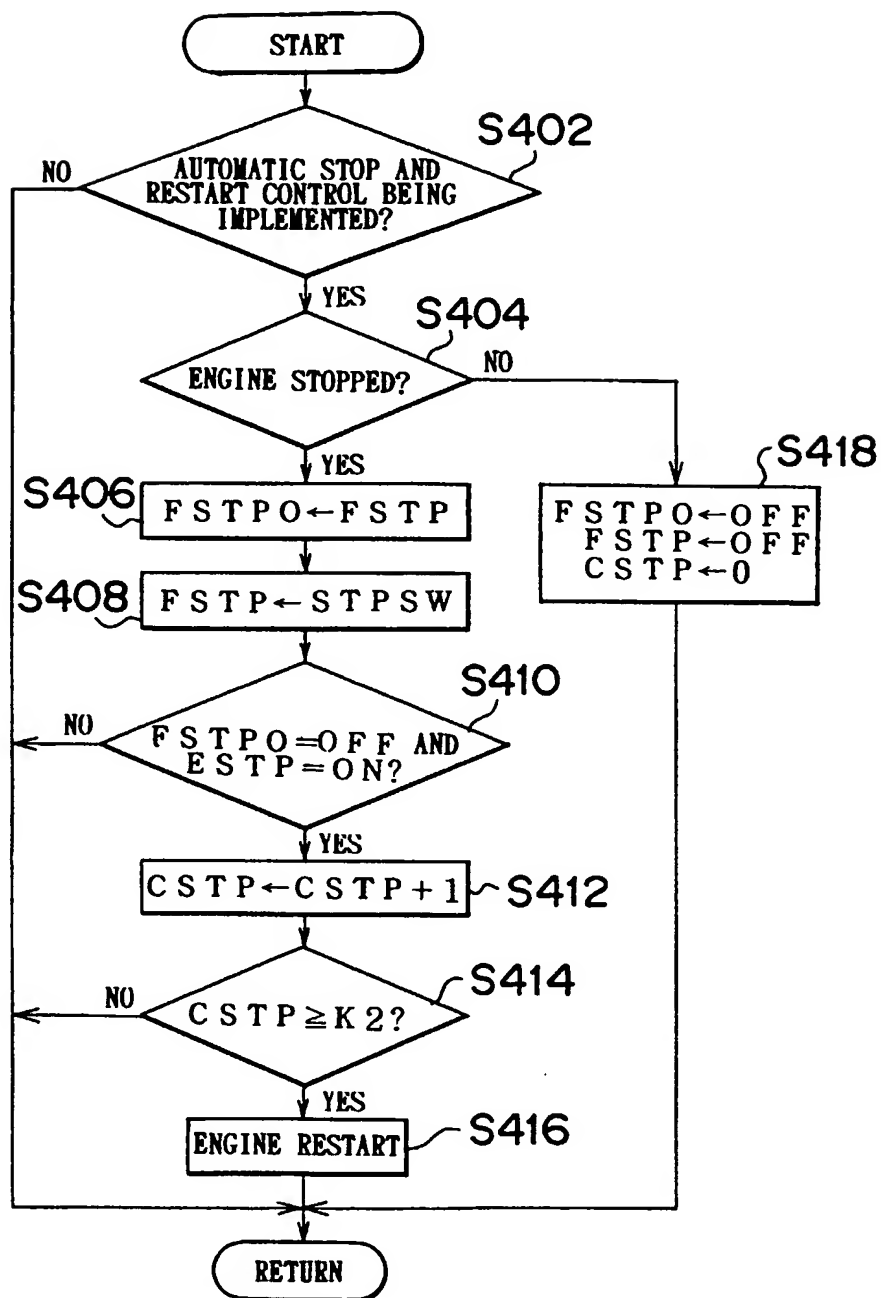 START
S402
NO
AUTOMATIC STOP AND
RESTART CONTROL BEING
IMPLEMENTED?
YES
S404
ENGINE STOPPED?
NO
YES
S406
FSTPO←FSTP
S418
FSTPO←OFF
FSTP←OFF
CSTP←0
S408
FSTP←STPSW
S410
NO
FSTPO=OFF AND
ESTP=ON?
YES
CSTP←CSTP+1
S412
S414
NO
CSTP≧K2?
YES
ENGINE RESTART
S416
RETURN